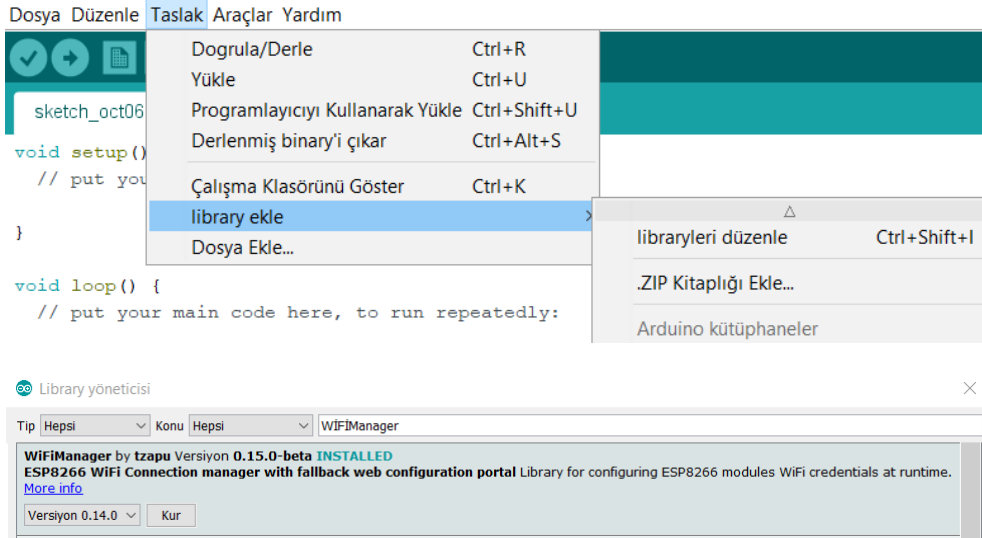 Dosya Düzenle Taslak Araçlar Yardım
Dogrula/Derle Ctrl+R
Yükle Ctrl+U
Programlayıcıyı Kullanarak Yükle Ctrl+Shift+U
Derlenmiş binary'i çıkar Ctrl+Alt+S
Çalışma Klasörünü Göster Ctrl+K
library ekle
Dosya Ekle...
libraryleri düzenle Ctrl+Shift+I
.ZIP Kitaplığı Ekle...
Arduino kütüphaneler
sketch_oct06
void setup()
// put you
}
void loop() {
// put your main code here, to run repeatedly:
Library yöneticisi
Tip Hepsi Konu Hepsi WİFİManager
WiFiManager by tzapu Versiyon 0.15.0-beta INSTALLED
ESP8266 WiFi Connection manager with fallback web configuration portal Library for configuring ESP8266 modules WiFi credentials at runtime.
More info
Versiyon 0.14.0 Kur